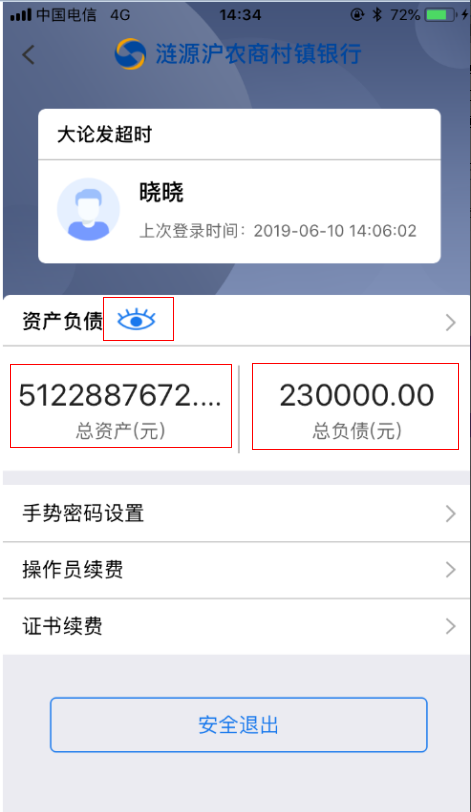 中国电信 4G 14:34 72%
涟源沪农商村镇银行
大论发超时
晓晓
上次登录时间：2019-06-10 14:06:02
资产负债
5122887672.... 230000.00
总资产(元) 总负债(元)
手势密码设置
操作员续费
证书续费
安全退出